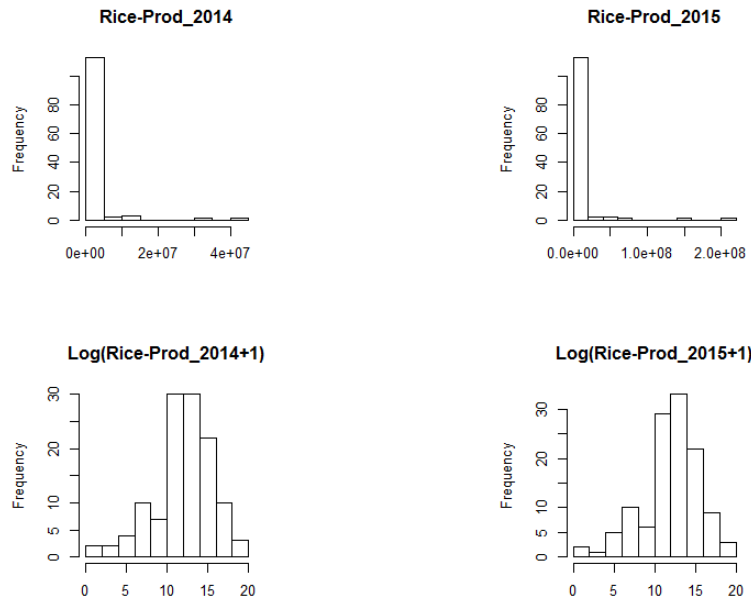 Rice-Prod_2014
Frequency
0 20 40 60 80
0e+00 2e+07 4e+07
Rice-Prod_2015
Frequency
0 20 40 60 80
0.0e+00 1.0e+08 2.0e+08
Log(Rice-Prod_2014+1)
Frequency
0 5 10 20 30
0 5 10 15 20
Log(Rice-Prod_2015+1)
Frequency
0 5 10 20 30
0 5 10 15 20